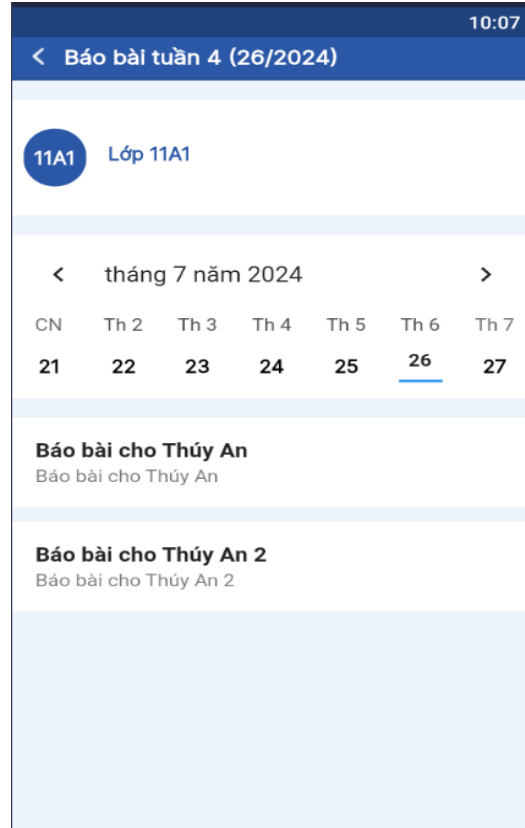 10:07
< Báo bài tuần 4 (26/2024)
11A1 Lớp 11A1
< tháng 7 năm 2024 >
CN Th 2 Th 3 Th 4 Th 5 Th 6 Th 7
21 22 23 24 25 26 27
Báo bài cho Thúy An
Báo bài cho Thúy An
Báo bài cho Thúy An 2
Báo bài cho Thúy An 2